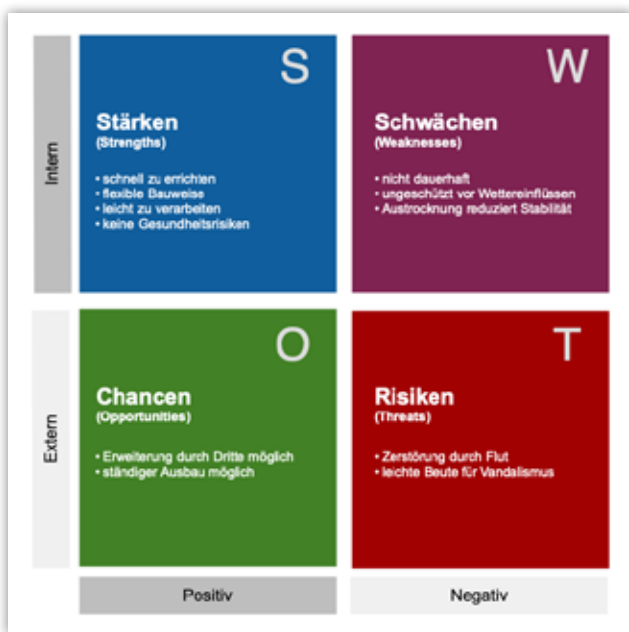 S
Stärken
(Strengths)
• schnell zu errichten
• flexible Bauweise
• leicht zu verarbeiten
• keine Gesundheitsrisiken
W
Schwächen
(Weaknesses)
• nicht dauerhaft
• ungeschützt vor Wettereinflüssen
• Austrocknung reduziert Stabilität
Intern
O
Chancen
(Opportunities)
• Erweiterung durch Dritte möglich
• ständiger Ausbau möglich
T
Risiken
(Threats)
• Zerstörung durch Flut
• leichte Beute für Vandalismus
Extern
Positiv
Negativ